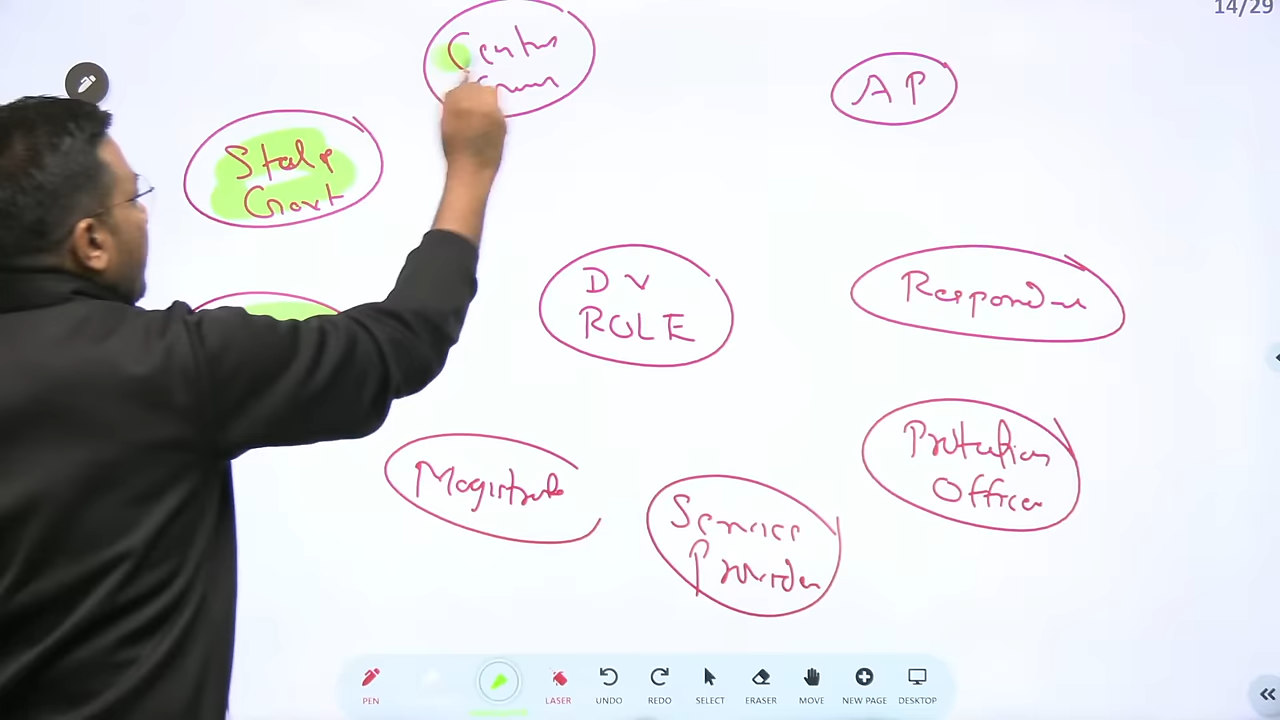 14/29
Central
AP
State
Govt
DV
ROLE
Respondent
Protection
Officer
Magistrate
Service
Provider
PEN
LASER
UNDO
REDO
SELECT
ERASER
MOVE
NEW PAGE
DESKTOP